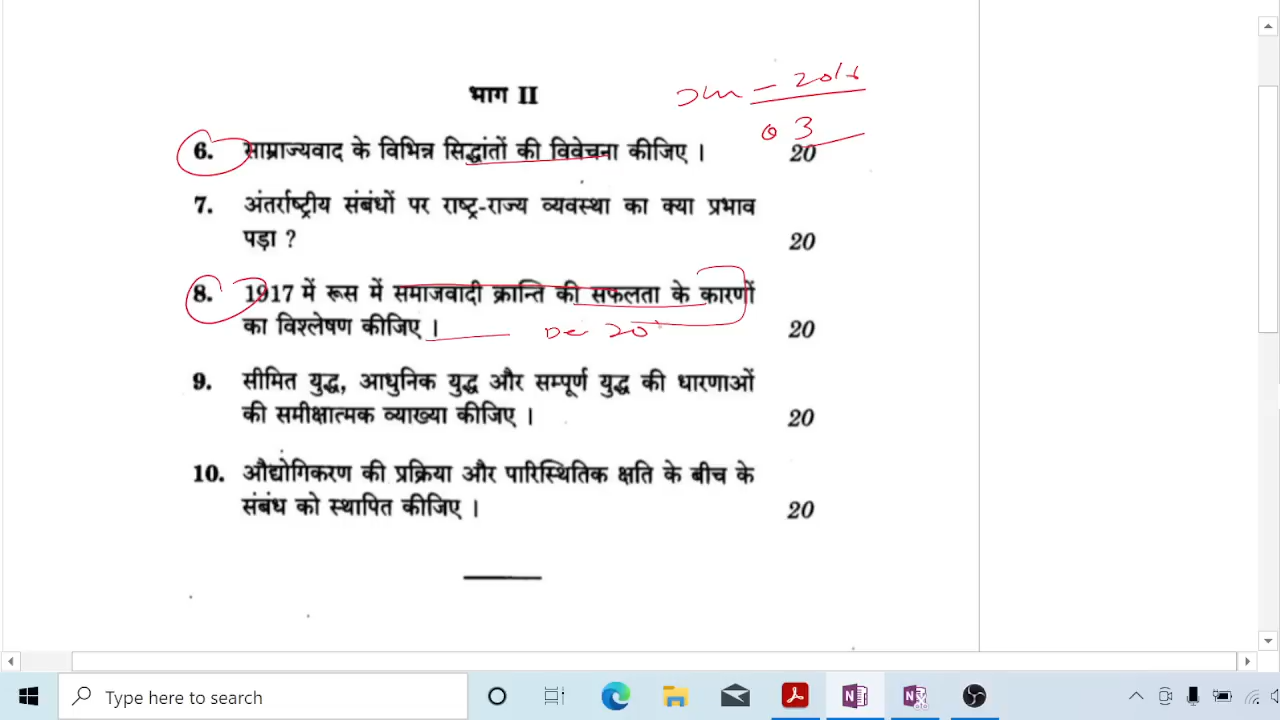 भाग II
6. साम्राज्यवाद के विभिन्न सिद्धांतों की विवेचना कीजिए । 20
7. अंतर्राष्ट्रीय संबंधों पर राष्ट्र-राज्य व्यवस्था का क्या प्रभाव
पड़ा ? 20
8. 1917 में रूस में समाजवादी क्रान्ति की सफलता के कारणों
का विश्लेषण कीजिए । 20
9. सीमित युद्ध, आधुनिक युद्ध और सम्पूर्ण युद्ध की धारणाओं
की समीक्षात्मक व्याख्या कीजिए । 20
10. औद्योगिकरण की प्रक्रिया और पारिस्थितिक क्षति के बीच के
संबंध को स्थापित कीजिए । 20
Type here to search